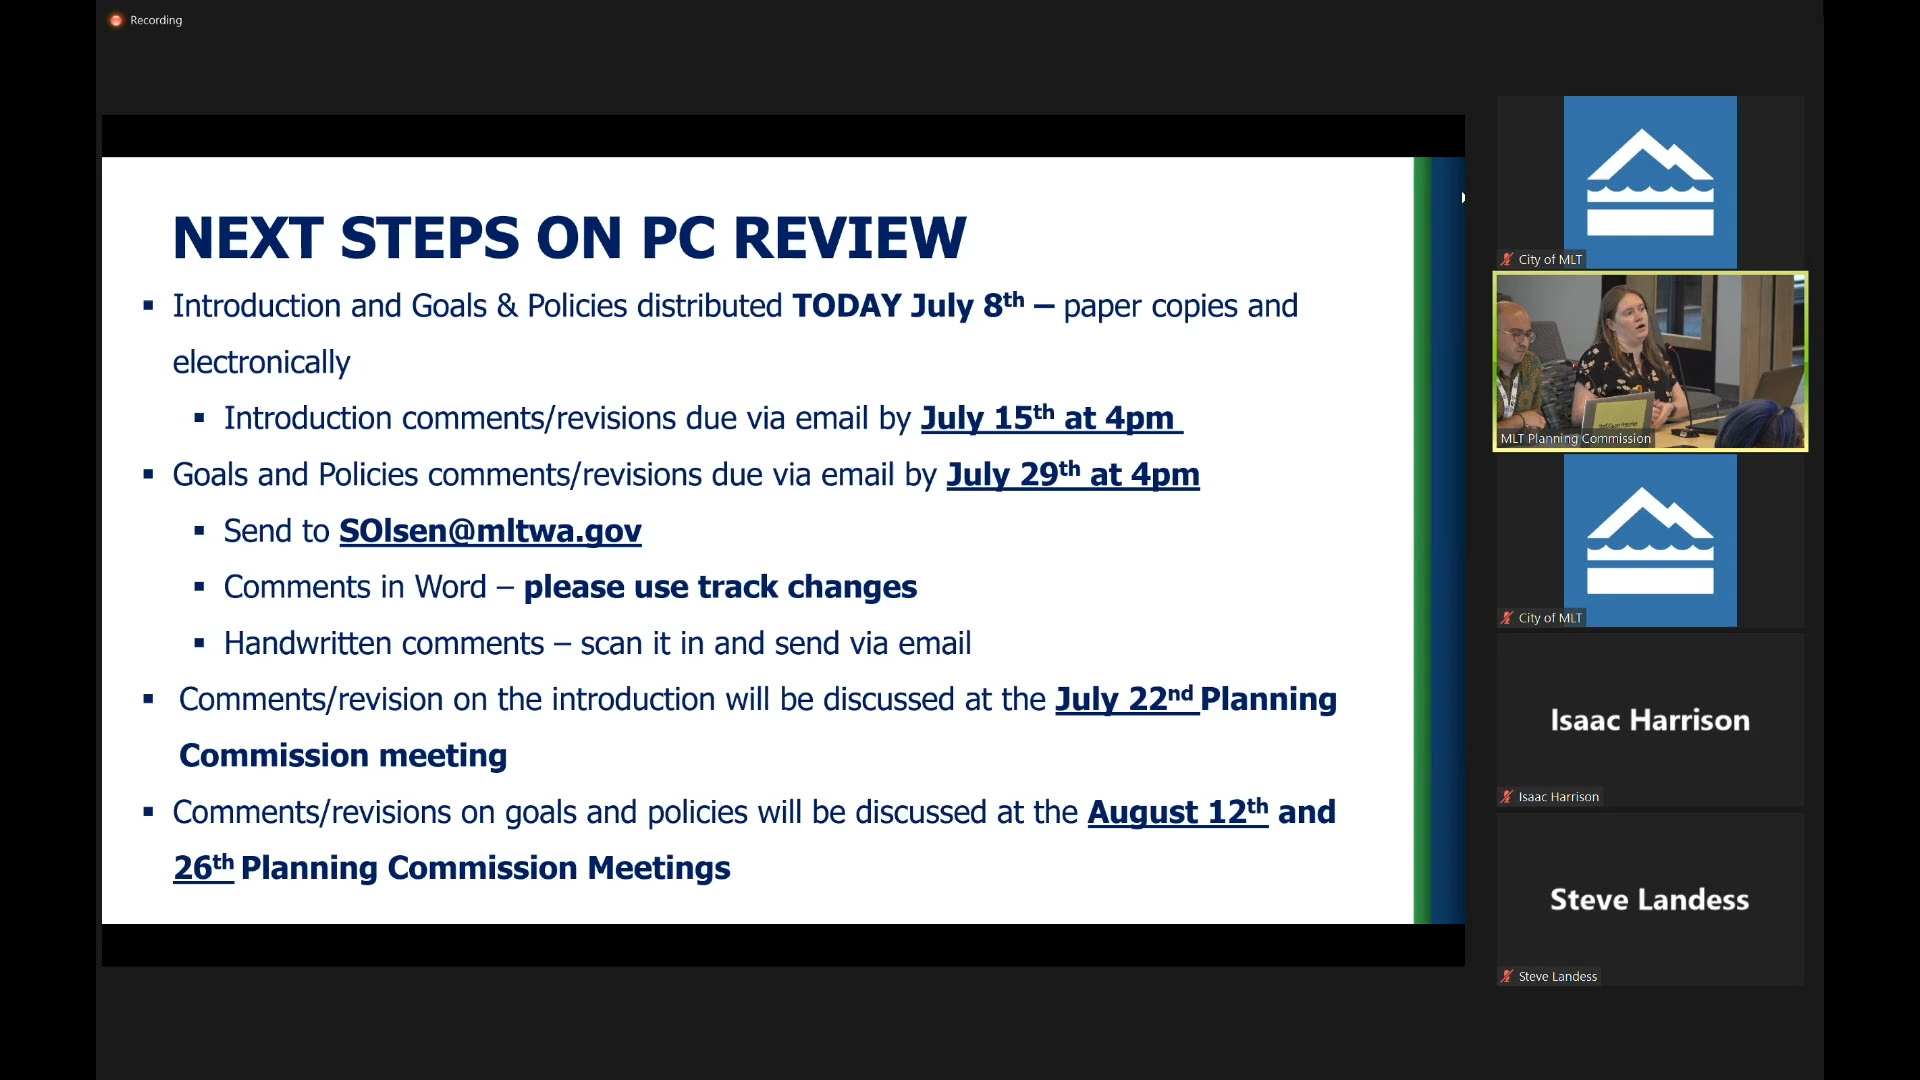 Recording
NEXT STEPS ON PC REVIEW
▪ Introduction and Goals & Policies distributed TODAY July 8th – paper copies and
electronically
▪ Introduction comments/revisions due via email by July 15th at 4pm
▪ Goals and Policies comments/revisions due via email by July 29th at 4pm
▪ Send to SOlsen@mltwa.gov
▪ Comments in Word – please use track changes
▪ Handwritten comments – scan it in and send via email
▪ Comments/revision on the introduction will be discussed at the July 22nd Planning
Commission meeting
▪ Comments/revisions on goals and policies will be discussed at the August 12th and
26th Planning Commission Meetings
City of MLT
MLT Planning Commission
City of MLT
Isaac Harrison
Isaac Harrison
Steve Landess
Steve Landess